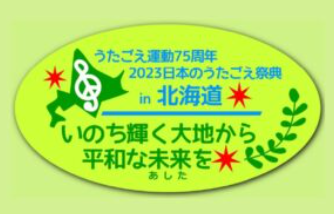 うたごえ運動75周年
2023日本のうたごえ祭典
in 北海道
いのち輝く大地から
平和な未来を
あした